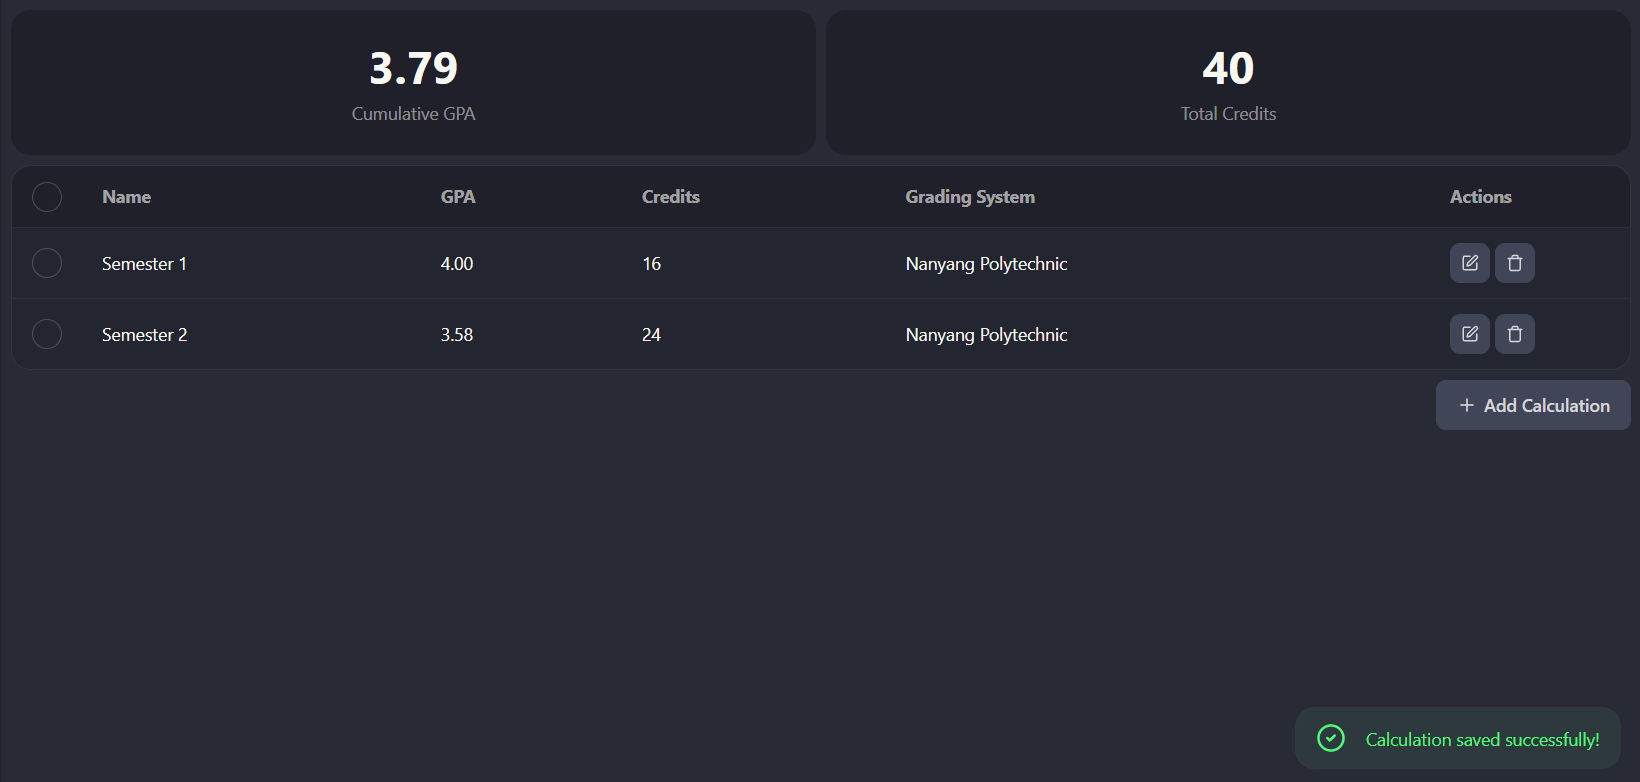 3.79
Cumulative GPA
40
Total Credits
Name GPA Credits Grading System Actions
Semester 1 4.00 16 Nanyang Polytechnic
Semester 2 3.58 24 Nanyang Polytechnic
+ Add Calculation
Calculation saved successfully!